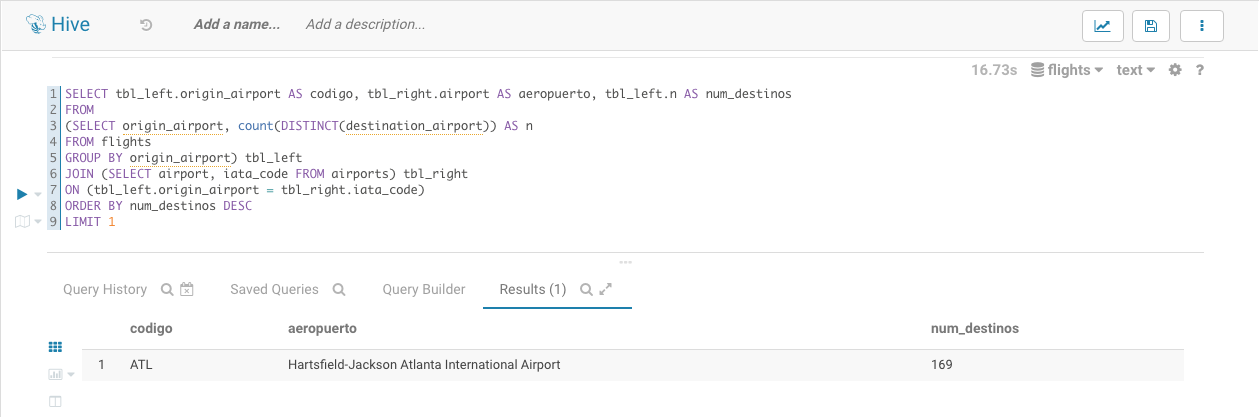 Hive Add a name... Add a description...
16.73s flights text ?
1 SELECT tbl_left.origin_airport AS codigo, tbl_right.airport AS aeropuerto, tbl_left.n AS num_destinos
2 FROM
3 (SELECT origin_airport, count(DISTINCT(destination_airport)) AS n
4 FROM flights
5 GROUP BY origin_airport) tbl_left
6 JOIN (SELECT airport, iata_code FROM airports) tbl_right
7 ON (tbl_left.origin_airport = tbl_right.iata_code)
8 ORDER BY num_destinos DESC
9 LIMIT 1
Query History Saved Queries Query Builder Results (1)
codigo aeropuerto num_destinos
1 ATL Hartsfield-Jackson Atlanta International Airport 169